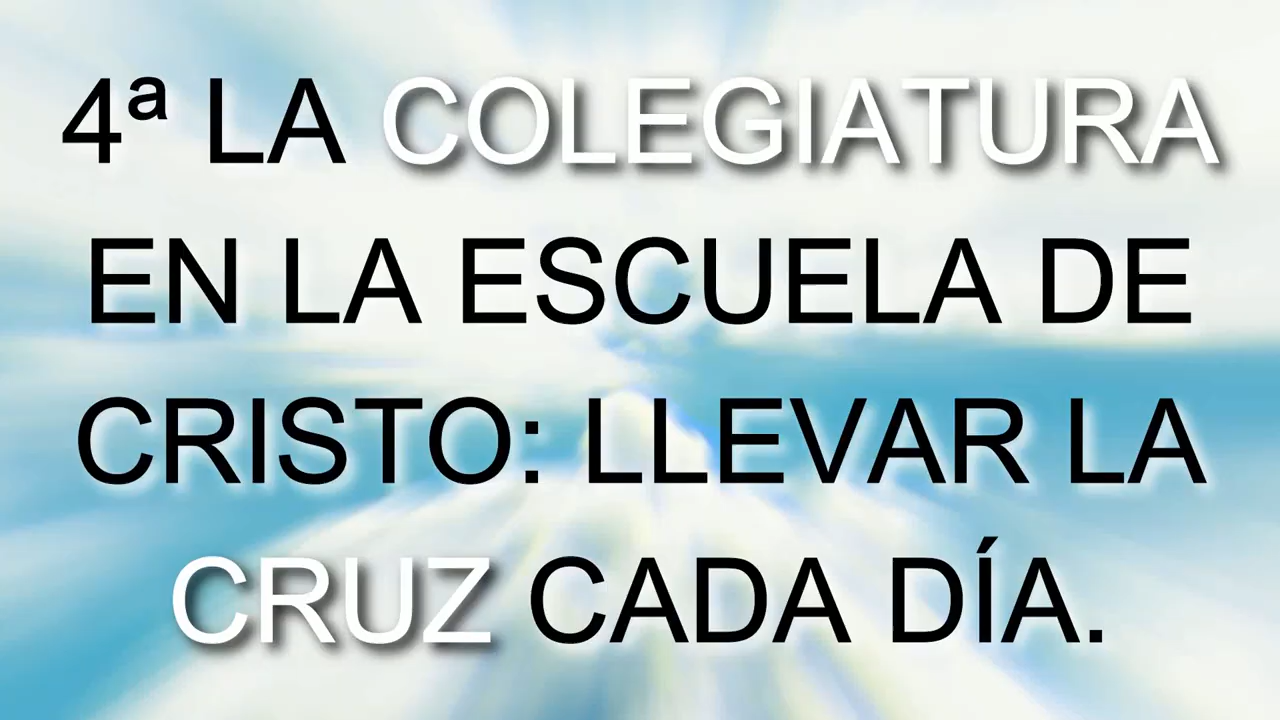 4ª LA COLEGIATURA
EN LA ESCUELA DE
CRISTO: LLEVAR LA
CRUZ CADA DÍA.